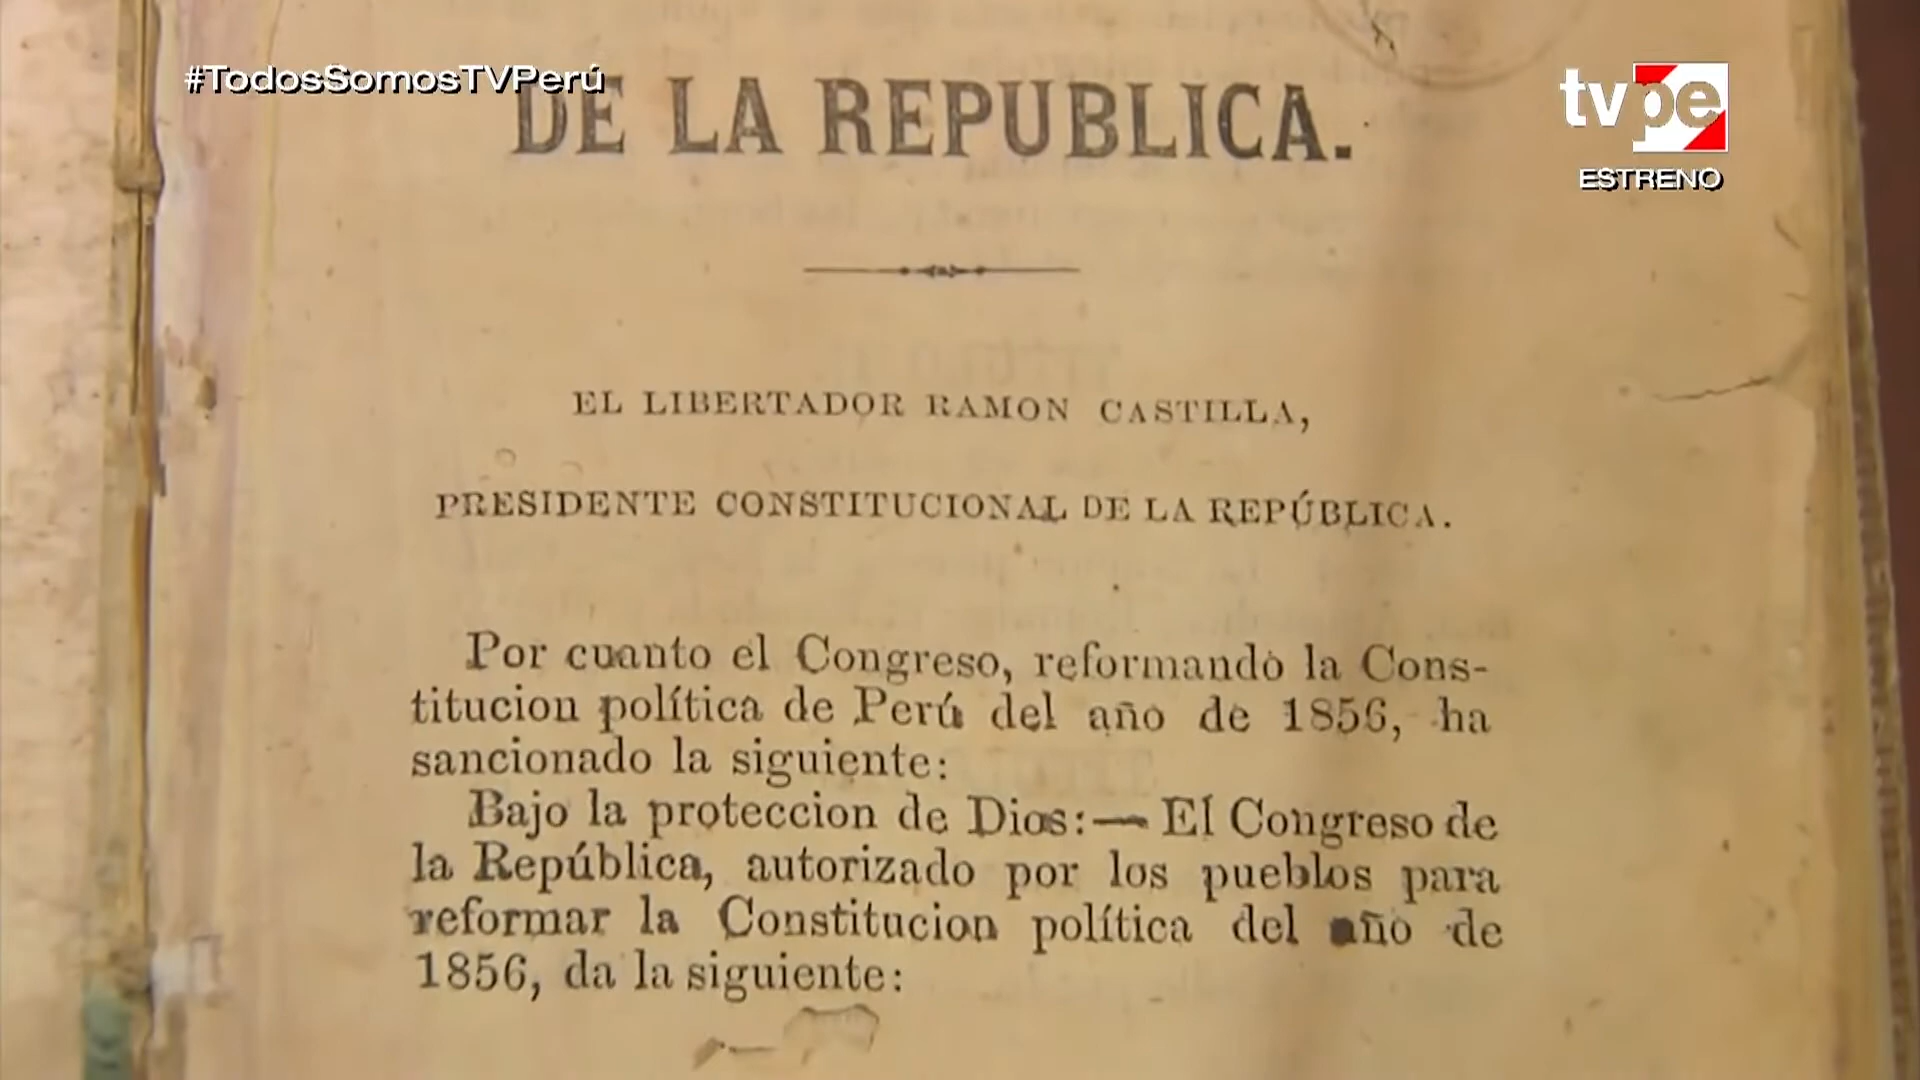 #TodosSomosTVPerú
tvpe
ESTRENO
DE LA REPUBLICA.
EL LIBERTADOR RAMON CASTILLA,
PRESIDENTE CONSTITUCIONAL DE LA REPÚBLICA.
Por cuanto el Congreso, reformando la Cons-
titucion política de Perú del año de 1856, ha
sancionado la siguiente:
Bajo la proteccion de Dios:— El Congreso de
la República, autorizado por los pueblos para
reformar la Constitucion política del año de
1856, da la siguiente: